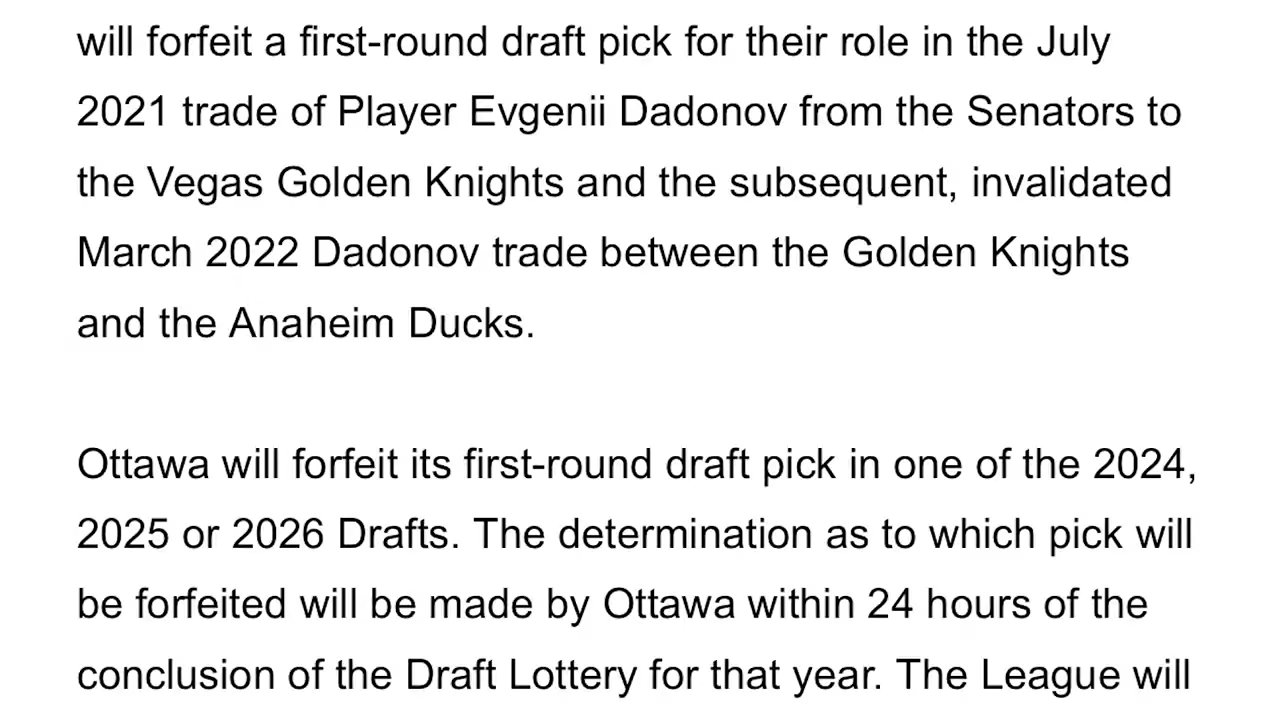 will forfeit a first-round draft pick for their role in the July
2021 trade of Player Evgenii Dadonov from the Senators to
the Vegas Golden Knights and the subsequent, invalidated
March 2022 Dadonov trade between the Golden Knights
and the Anaheim Ducks.
Ottawa will forfeit its first-round draft pick in one of the 2024,
2025 or 2026 Drafts. The determination as to which pick will
be forfeited will be made by Ottawa within 24 hours of the
conclusion of the Draft Lottery for that year. The League will